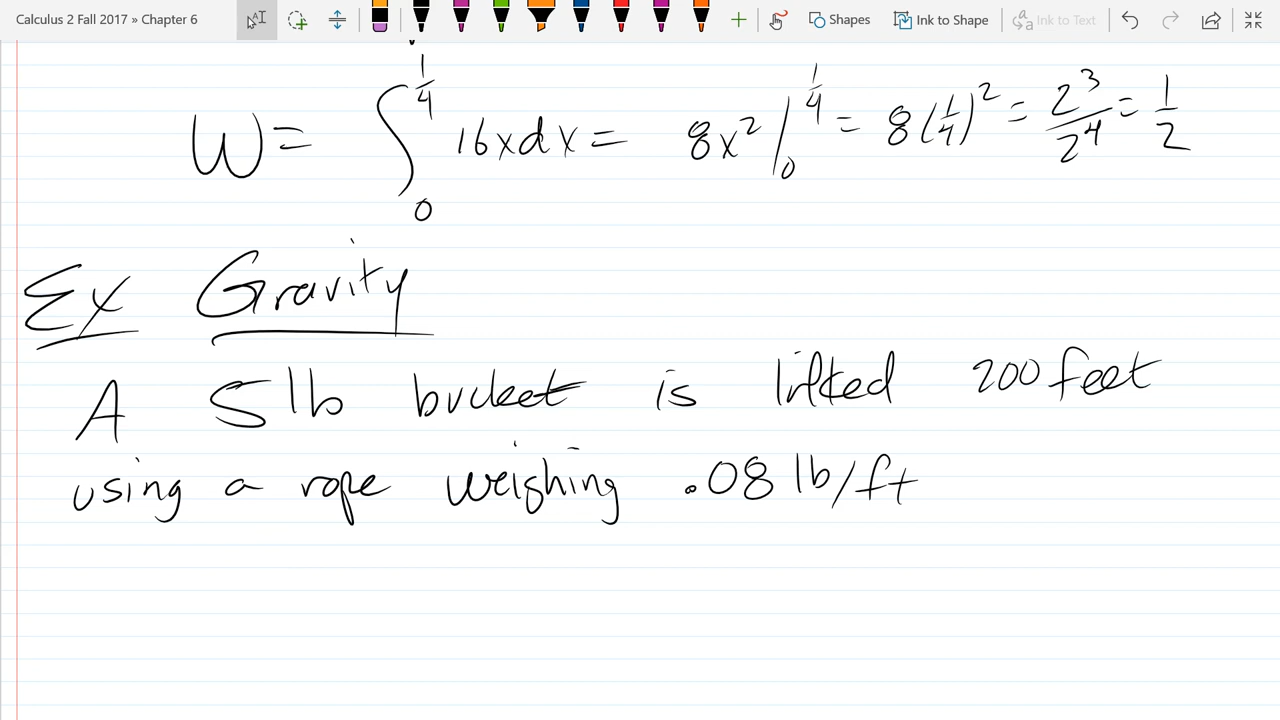 Calculus 2 Fall 2017 » Chapter 6
Shapes
Ink to Shape
Ink to Text
W = ∫₀^{1/4} 16x dx = 8x² |₀^{1/4} = 8(1/4)² = 2³/2⁴ = 1/2
Ex Gravity
A 5 lb bucket is lifted 200 feet
using a rope weighing .08 lb/ft